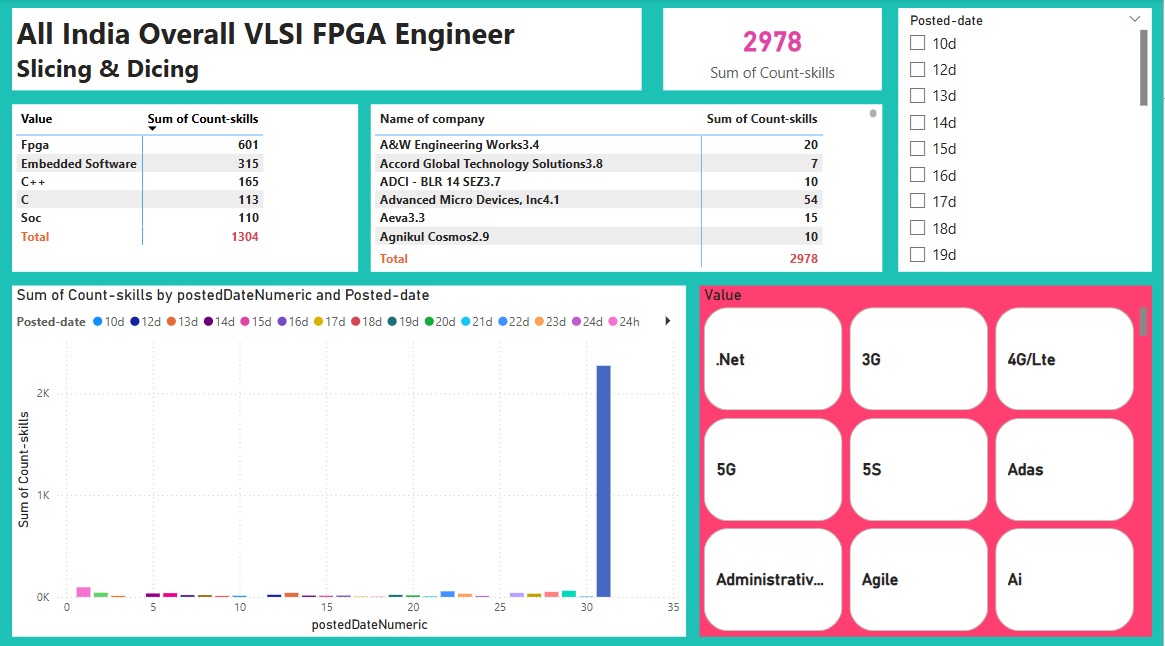 All India Overall VLSI FPGA Engineer
Slicing & Dicing
2978
Sum of Count-skills
Posted-date
10d
12d
13d
14d
15d
16d
17d
18d
19d
Value Sum of Count-skills
Fpga 601
Embedded Software 315
C++ 165
C 113
Soc 110
Total 1304
Name of company Sum of Count-skills
A&W Engineering Works3.4 20
Accord Global Technology Solutions3.8 7
ADCI - BLR 14 SEZ3.7 10
Advanced Micro Devices, Inc4.1 54
Aeva3.3 15
Agnikul Cosmos2.9 10
Total 2978
Sum of Count-skills by postedDateNumeric and Posted-date
Posted-date 10d 12d 13d 14d 15d 16d 17d 18d 19d 20d 21d 22d 23d 24d 24h
Sum of Count-skills
2K
1K
0K
0 5 10 15 20 25 30 35
postedDateNumeric
Value
.Net 3G 4G/Lte
5G 5S Adas
Administrativ... Agile Ai